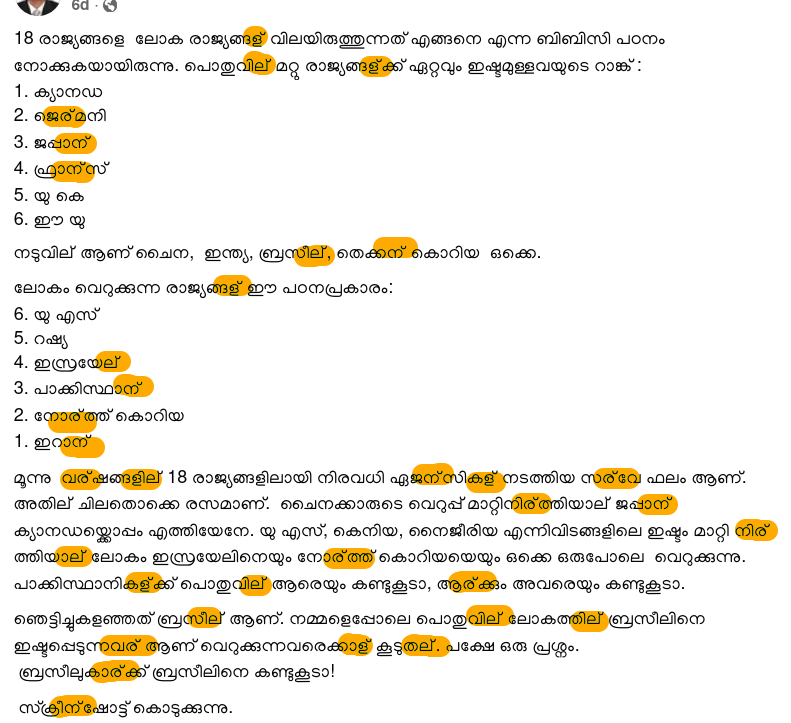 6d ·
18 രാജ്യങ്ങളെ ലോക രാജ്യങ്ങള് വിലയിരുത്തുന്നത് എങ്ങനെ എന്ന ബിബിസി പഠനം
നോക്കുകയായിരുന്നു. പൊതുവില് മറ്റു രാജ്യങ്ങള്‌ക്ക് ഏറ്റവും ഇഷ്ടമുള്ളവയുടെ റാങ്ക് :
1. ക്യാനഡ
2. ജെര്‌മനി
3. ജപ്പാന്
4. ഫ്രാന്‌സ്
5. യു കെ
6. ഈ യു
നടുവില് ആണ് ചൈന, ഇന്ത്യ, ബ്രസീല്, തെക്കന് കൊറിയ ഒക്കെ.
ലോകം വെറുക്കുന്ന രാജ്യങ്ങള് ഈ പഠനപ്രകാരം:
6. യു എസ്
5. റഷ്യ
4. ഇസ്രയേല്
3. പാക്കിസ്ഥാന്
2. നോര്‌ത്ത് കൊറിയ
1. ഇറാന്
മൂന്നു വര്‌ഷങ്ങളില് 18 രാജ്യങ്ങളിലായി നിരവധി ഏജന്‌സികള് നടത്തിയ സര്‌വേ ഫലം ആണ്.
അതില് ചിലതൊക്കെ രസമാണ്. ചൈനക്കാരുടെ വെറുപ്പ് മാറ്റിനിര്‌ത്തിയാല് ജപ്പാന്
ക്യാനഡയ്ക്കൊപ്പം എത്തിയേനേ. യു എസ്, കെനിയ, നൈജീരിയ എന്നിവിടങ്ങളിലെ ഇഷ്ടം മാറ്റി നിര്
ത്തിയാല് ലോകം ഇസ്രയേലിനെയും നോര്‌ത്ത് കൊറിയയെയും ഒക്കെ ഒരുപോലെ വെറുക്കുന്നു.
പാക്കിസ്ഥാനികള്‌ക്ക് പൊതുവില് ആരെയും കണ്ടുകൂടാ, ആര്‌ക്കും അവരെയും കണ്ടുകൂടാ.
ഞെട്ടിച്ചുകളഞ്ഞത് ബ്രസീല് ആണ്. നമ്മളെപ്പോലെ പൊതുവില് ലോകത്തില് ബ്രസീലിനെ
ഇഷ്ടപ്പെടുന്നവര് ആണ് വെറുക്കുന്നവരെക്കാള് കൂടുതല്. പക്ഷേ ഒരു പ്രശ്നം.
ബ്രസീലുകാര്‌ക്ക് ബ്രസീലിനെ കണ്ടുകൂടാ!
സ്ക്രീന്‌ഷോട്ട് കൊടുക്കുന്നു.